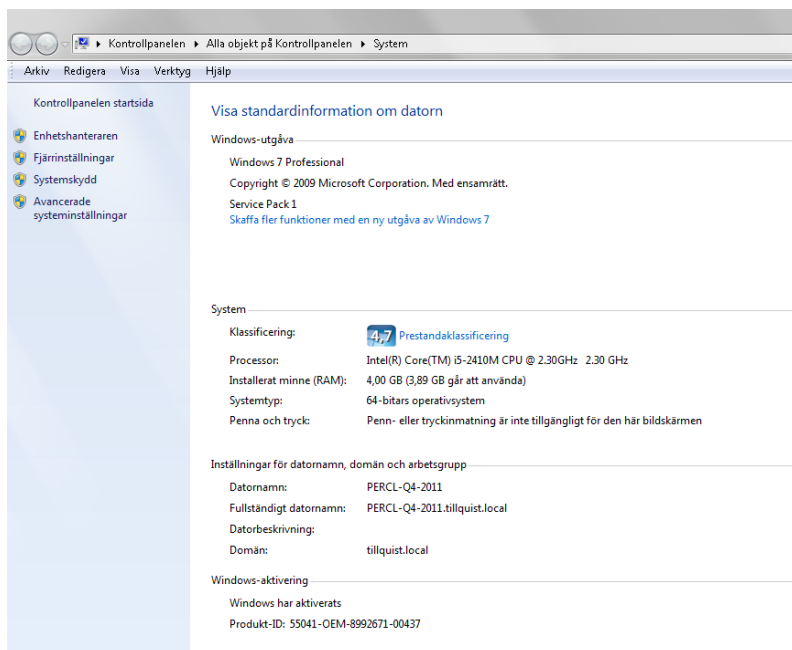 Kontrollpanelen ▸ Alla objekt på Kontrollpanelen ▸ System
Arkiv Redigera Visa Verktyg Hjälp
Kontrollpanelen startsida
Enhetshanteraren
Fjärrinställningar
Systemskydd
Avancerade
systeminställningar
Visa standardinformation om datorn
Windows-utgåva
Windows 7 Professional
Copyright © 2009 Microsoft Corporation. Med ensamrätt.
Service Pack 1
Skaffa fler funktioner med en ny utgåva av Windows 7
System
Klassificering: 4,7 Prestandaklassificering
Processor: Intel(R) Core(TM) i5-2410M CPU @ 2.30GHz 2.30 GHz
Installerat minne (RAM): 4,00 GB (3,89 GB går att använda)
Systemtyp: 64-bitars operativsystem
Penna och tryck: Penn- eller tryckinmatning är inte tillgängligt för den här bildskärmen
Inställningar för datornamn, domän och arbetsgrupp
Datornamn: PERCL-Q4-2011
Fullständigt datornamn: PERCL-Q4-2011.tillquist.local
Datorbeskrivning:
Domän: tillquist.local
Windows-aktivering
Windows har aktiverats
Produkt-ID: 55041-OEM-8992671-00437